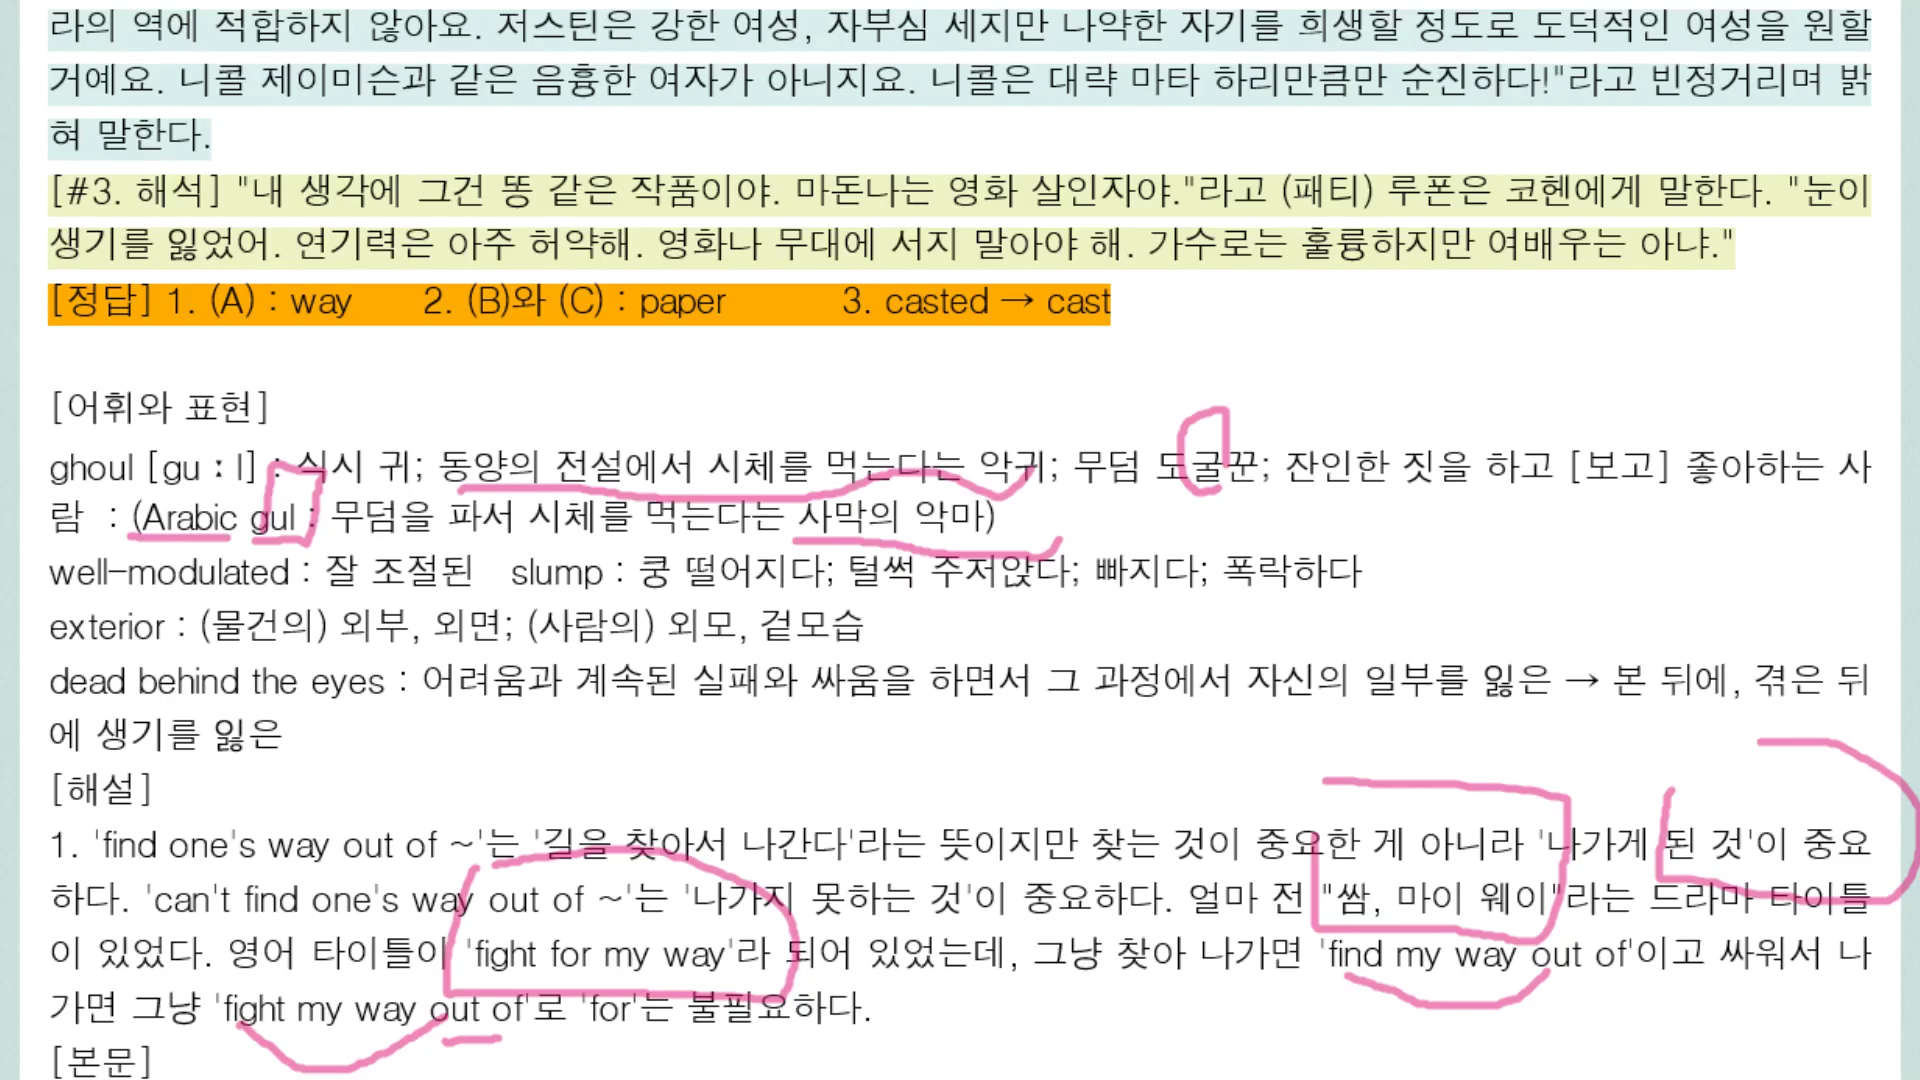 라의 역에 적합하지 않아요. 저스틴은 강한 여성, 자부심 세지만 나약한 자기를 희생할 정도로 도덕적인 여성을 원할
거예요. 니콜 제이미슨과 같은 음흉한 여자가 아니지요. 니콜은 대략 마타 하리만큼만 순진하다!"라고 빈정거리며 밝
혀 말한다.
[#3. 해석] "내 생각에 그건 똥 같은 작품이야. 마돈나는 영화 살인자야."라고 (패티) 루폰은 코헨에게 말한다. "눈이
생기를 잃었어. 연기력은 아주 허약해. 영화나 무대에 서지 말아야 해. 가수로는 훌륭하지만 여배우는 아냐."
[정답] 1. (A) : way 2. (B)와 (C) : paper 3. casted → cast
[어휘와 표현]
ghoul [gu : l] : 식시 귀; 동양의 전설에서 시체를 먹는다는 악귀; 무덤 도굴꾼; 잔인한 짓을 하고 [보고] 좋아하는 사
람 : (Arabic gul : 무덤을 파서 시체를 먹는다는 사막의 악마)
well-modulated : 잘 조절된 slump : 쿵 떨어지다; 털썩 주저앉다; 빠지다; 폭락하다
exterior : (물건의) 외부, 외면; (사람의) 외모, 겉모습
dead behind the eyes : 어려움과 계속된 실패와 싸움을 하면서 그 과정에서 자신의 일부를 잃은 → 본 뒤에, 겪은 뒤
에 생기를 잃은
[해설]
1. 'find one's way out of ~'는 '길을 찾아서 나간다'라는 뜻이지만 찾는 것이 중요한 게 아니라 '나가게 된 것'이 중요
하다. 'can't find one's way out of ~'는 '나가지 못하는 것'이 중요하다. 얼마 전 "쌈, 마이 웨이"라는 드라마 타이틀
이 있었다. 영어 타이틀이 'fight for my way'라 되어 있었는데, 그냥 찾아 나가면 'find my way out of'이고 싸워서 나
가면 그냥 'fight my way out of'로 'for'는 불필요하다.
[본문]